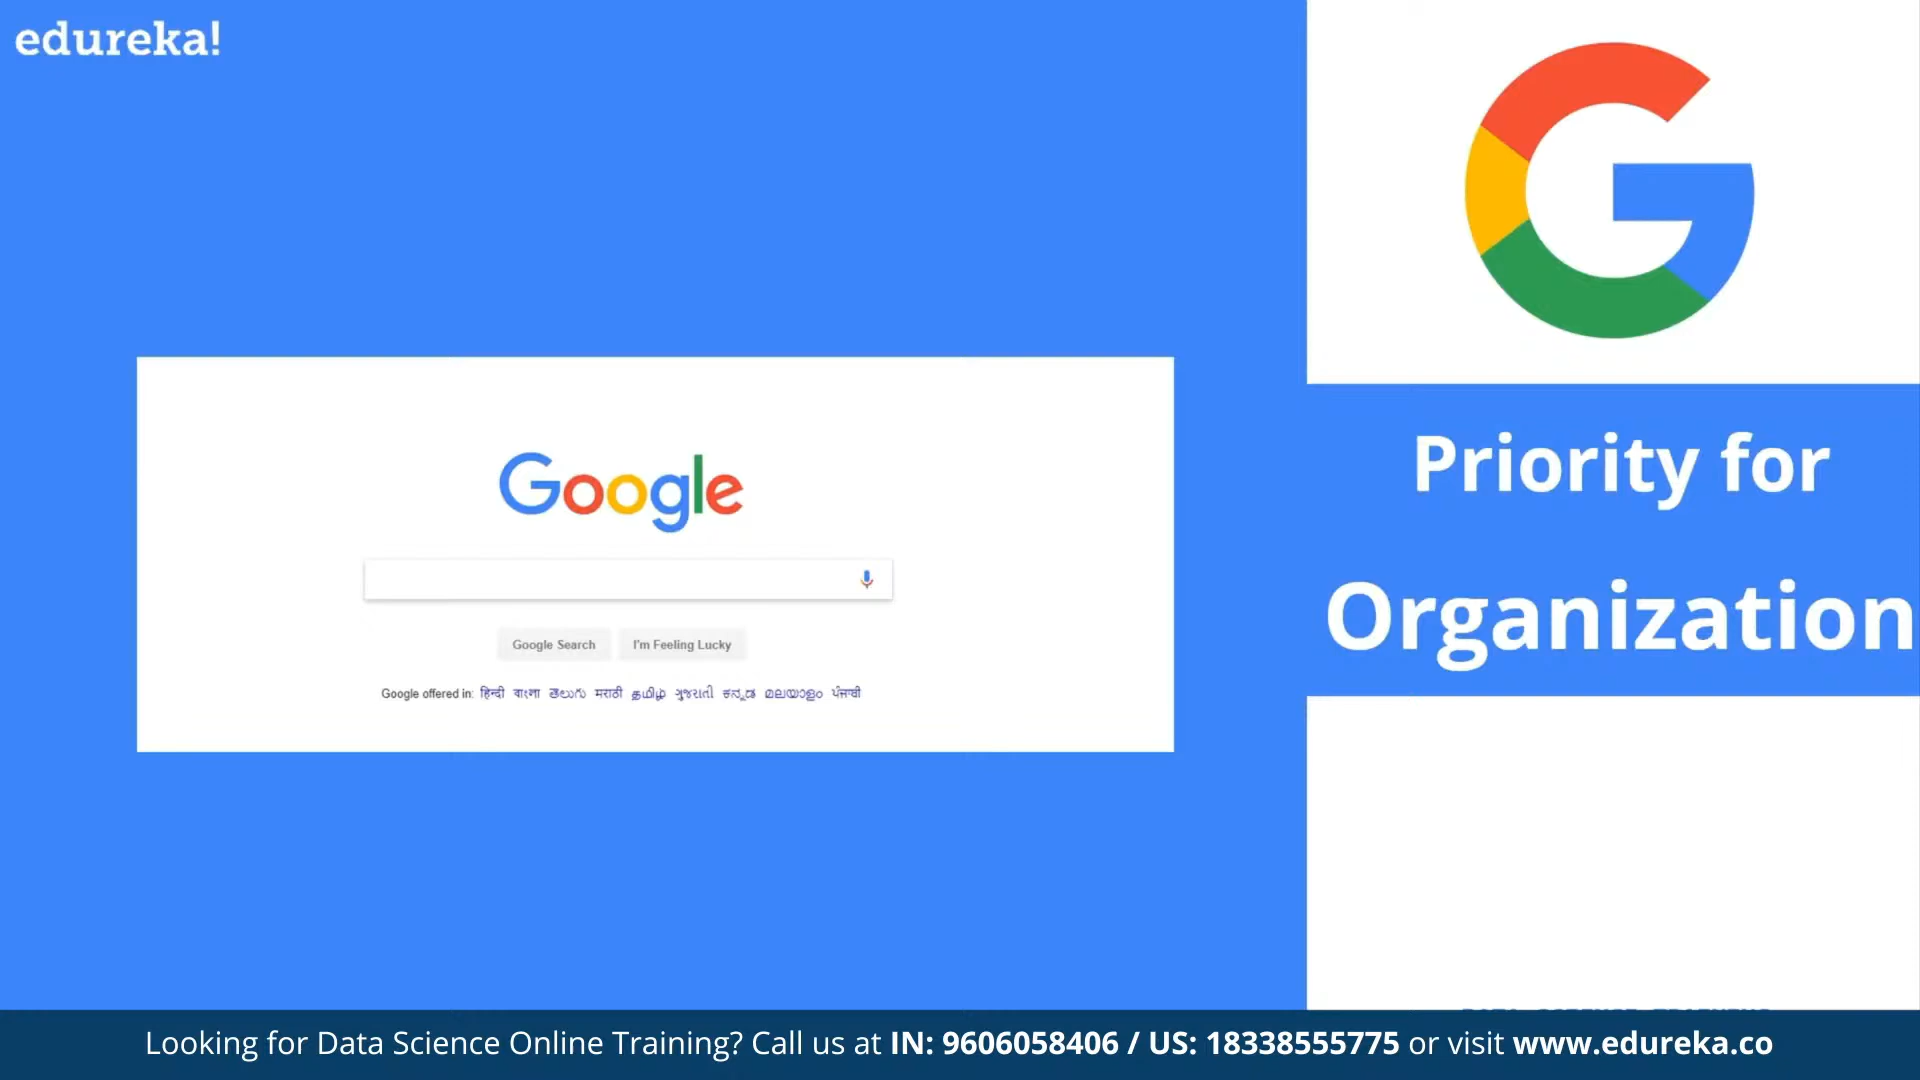 edureka!
Priority for
Organization
Google
Google Search
I'm Feeling Lucky
Google offered in: हिन्दी বাংলা తెలుగు मराठी தமிழ் ગુજરાતી ಕನ್ನಡ മലയാളം ਪੰਜਾਬੀ
Looking for Data Science Online Training? Call us at IN: 9606058406 / US: 18338555775 or visit www.edureka.co